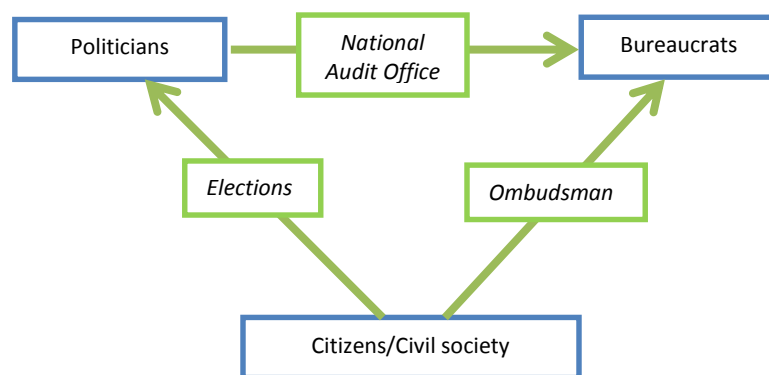 Politicians
National
Audit Office
Bureaucrats
Elections
Ombudsman
Citizens/Civil society